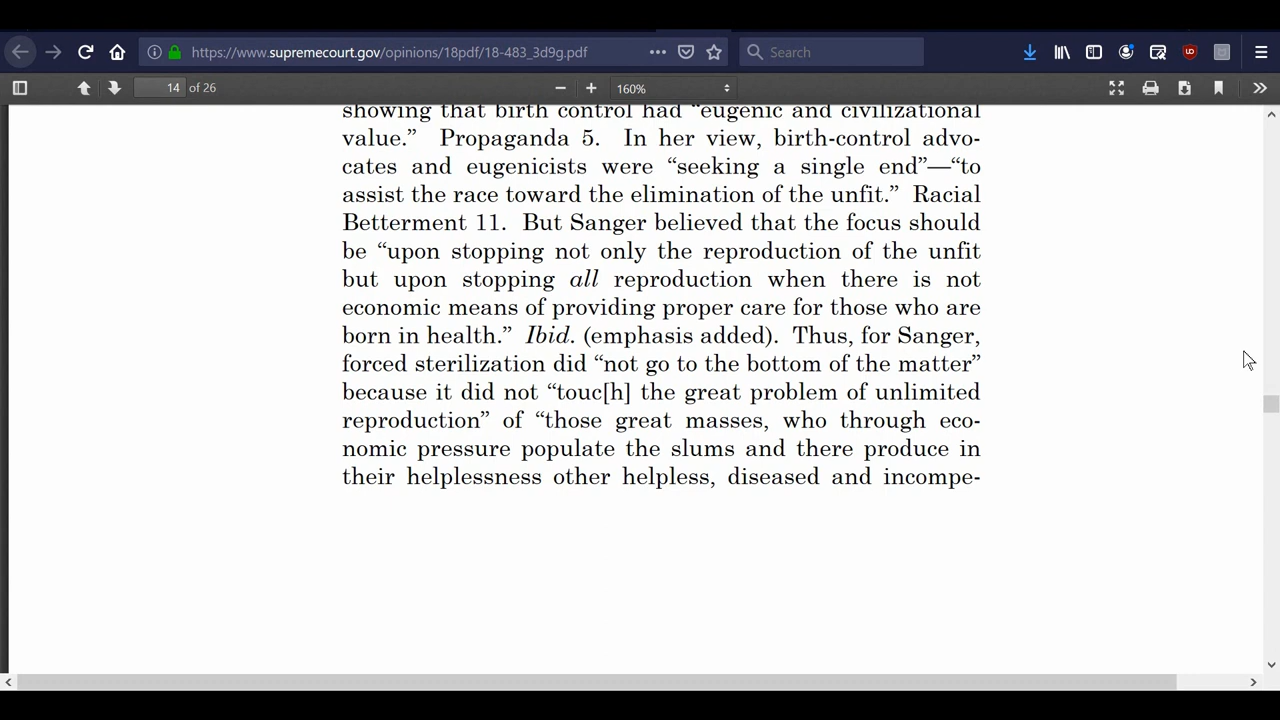 https://www.supremecourt.gov/opinions/18pdf/18-483_3d9g.pdf
Search
14 of 26
160%
showing that birth control had “eugenic and civilizational
value.” Propaganda 5. In her view, birth-control advo-
cates and eugenicists were “seeking a single end”—“to
assist the race toward the elimination of the unfit.” Racial
Betterment 11. But Sanger believed that the focus should
be “upon stopping not only the reproduction of the unfit
but upon stopping all reproduction when there is not
economic means of providing proper care for those who are
born in health.” Ibid. (emphasis added). Thus, for Sanger,
forced sterilization did “not go to the bottom of the matter”
because it did not “touc[h] the great problem of unlimited
reproduction” of “those great masses, who through eco-
nomic pressure populate the slums and there produce in
their helplessness other helpless, diseased and incompe-